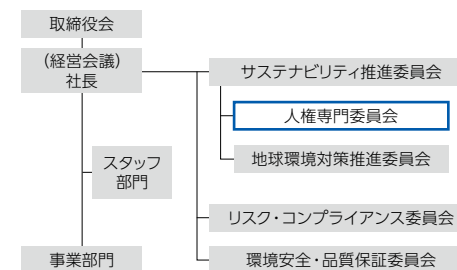 取締役会
(経営会議)
社長
サステナビリティ推進委員会
人権専門委員会
地球環境対策推進委員会
スタッフ
部門
リスク・コンプライアンス委員会
事業部門
環境安全・品質保証委員会